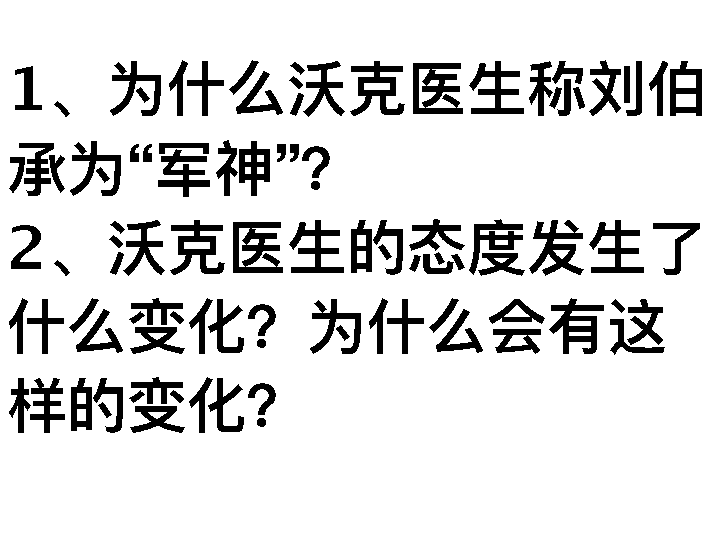 1、为什么沃克医生称刘伯
承为“军神”？
2、沃克医生的态度发生了
什么变化？为什么会有这
样的变化？